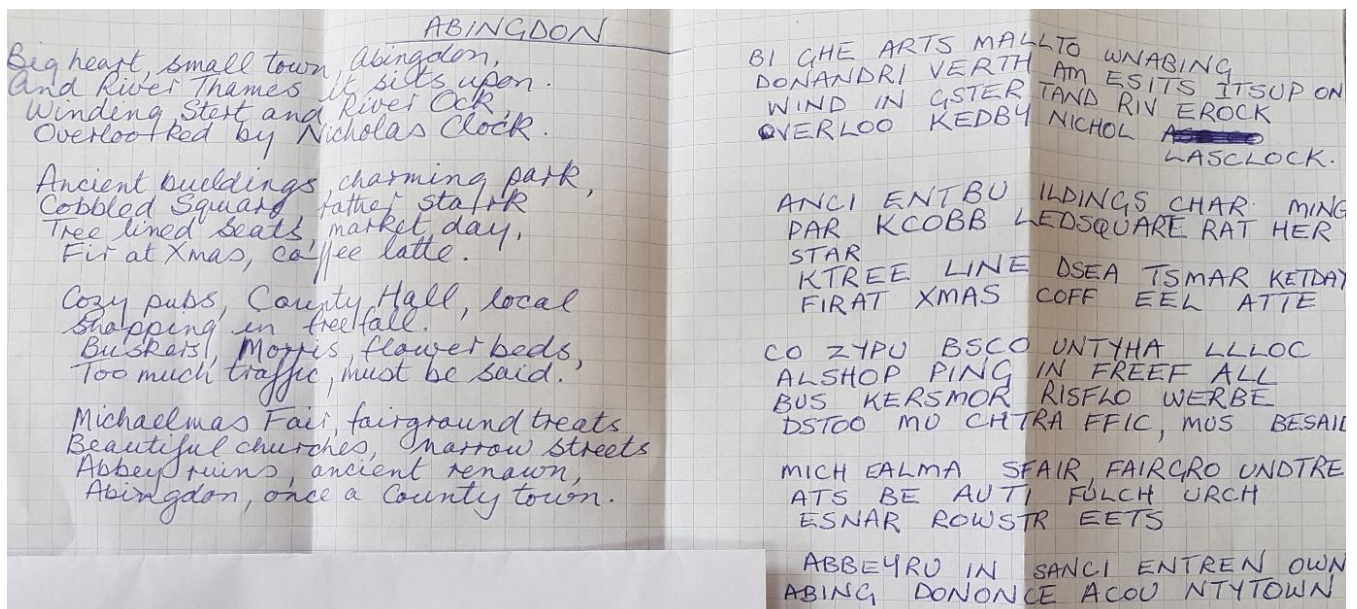 ABINGDON
Big heart, small town, Abingdon,
And River Thames it sits upon.
Winding Stert and River Ock,
Overlooked by Nicholas Clock.
Ancient buildings, charming park,
Cobbled Square, rather stark
Tree lined seats, market day,
Fir at Xmas, coffee latte.
Cozy pubs, County Hall, local
shopping in freefall.
Buskers, Morris, flower beds,
Too much traffic, must be said.
Michaelmas Fair, fairground treats
Beautiful churches, narrow streets
Abbey ruins, ancient renown,
Abingdon, once a County town.
BI GHE ARTS MALLTO WNABING
DONANDRI VERTH AM ESITS ITSUP ON
WIND IN GSTER TAND RIV EROCK
OVERLOO KEDBY NICHOL
LASCLOCK.
ANCI ENTBU ILDINGS CHAR MING
PAR KCOBB LEDSQUARE RAT HER
STAR
KTREE LINE DSEA TSMAR KETDAY
FIRAT XMAS COFF EEL ATTE
CO ZYPU BSCO UNTYHA LLLOC
ALSHOP PING IN FREEF ALL
BUS KERSMOR RISFLO WERBE
DSTOO MU CHTRA FFIC, MUS BESAID
MICH EALMA SFAIR, FAIRGRO UNDTRE
ATS BE AUTI FULCH URCH
ESNAR ROWSTR EETS
ABBEYRU IN SANCI ENTREN OWN
ABING DONONCE ACOU NTYTOWN